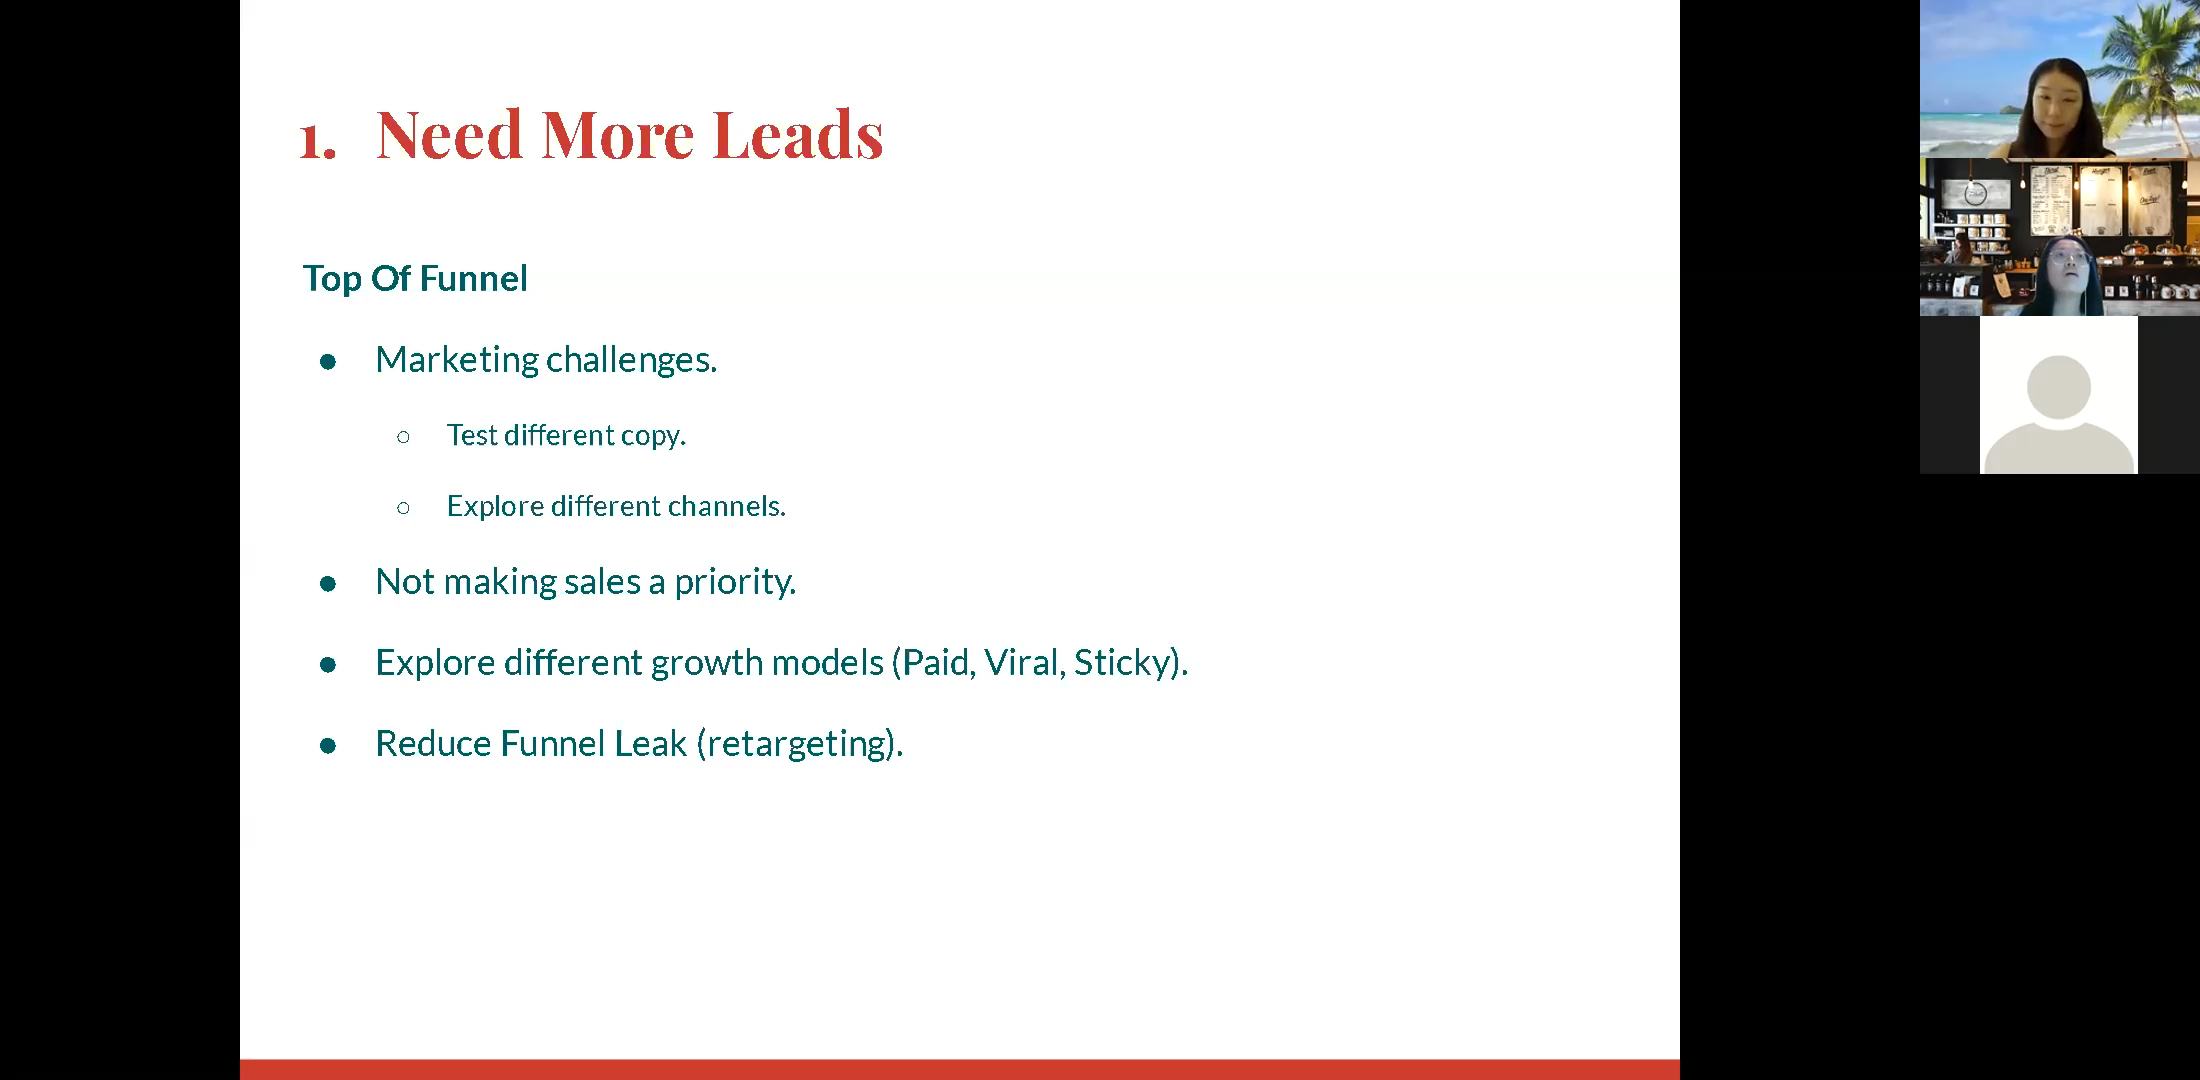 1. Need More Leads
Top Of Funnel
● Marketing challenges.
○ Test different copy.
○ Explore different channels.
● Not making sales a priority.
● Explore different growth models (Paid, Viral, Sticky).
● Reduce Funnel Leak (retargeting).